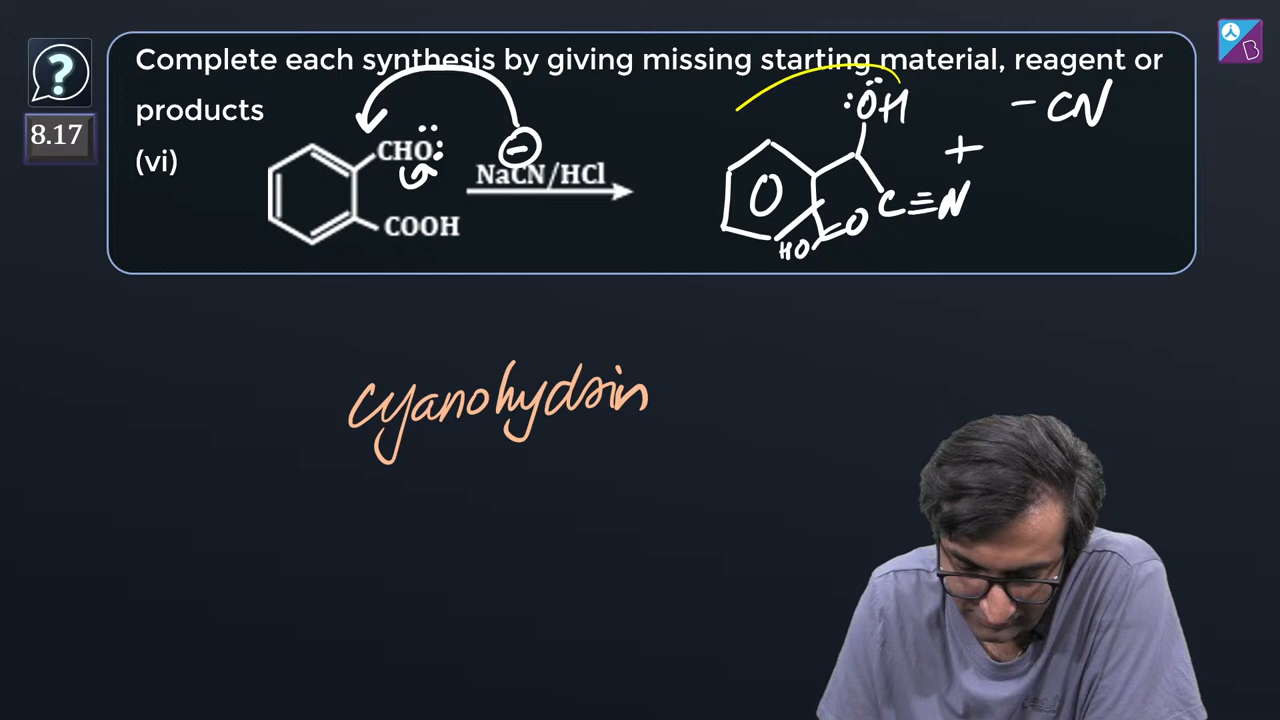 Complete each synthesis by giving missing starting material, reagent or
products
8.17
(vi)
CHO
NaCN/HCl
COOH
OH
- CN
+
C≡N
O
HO
cyanohydrin